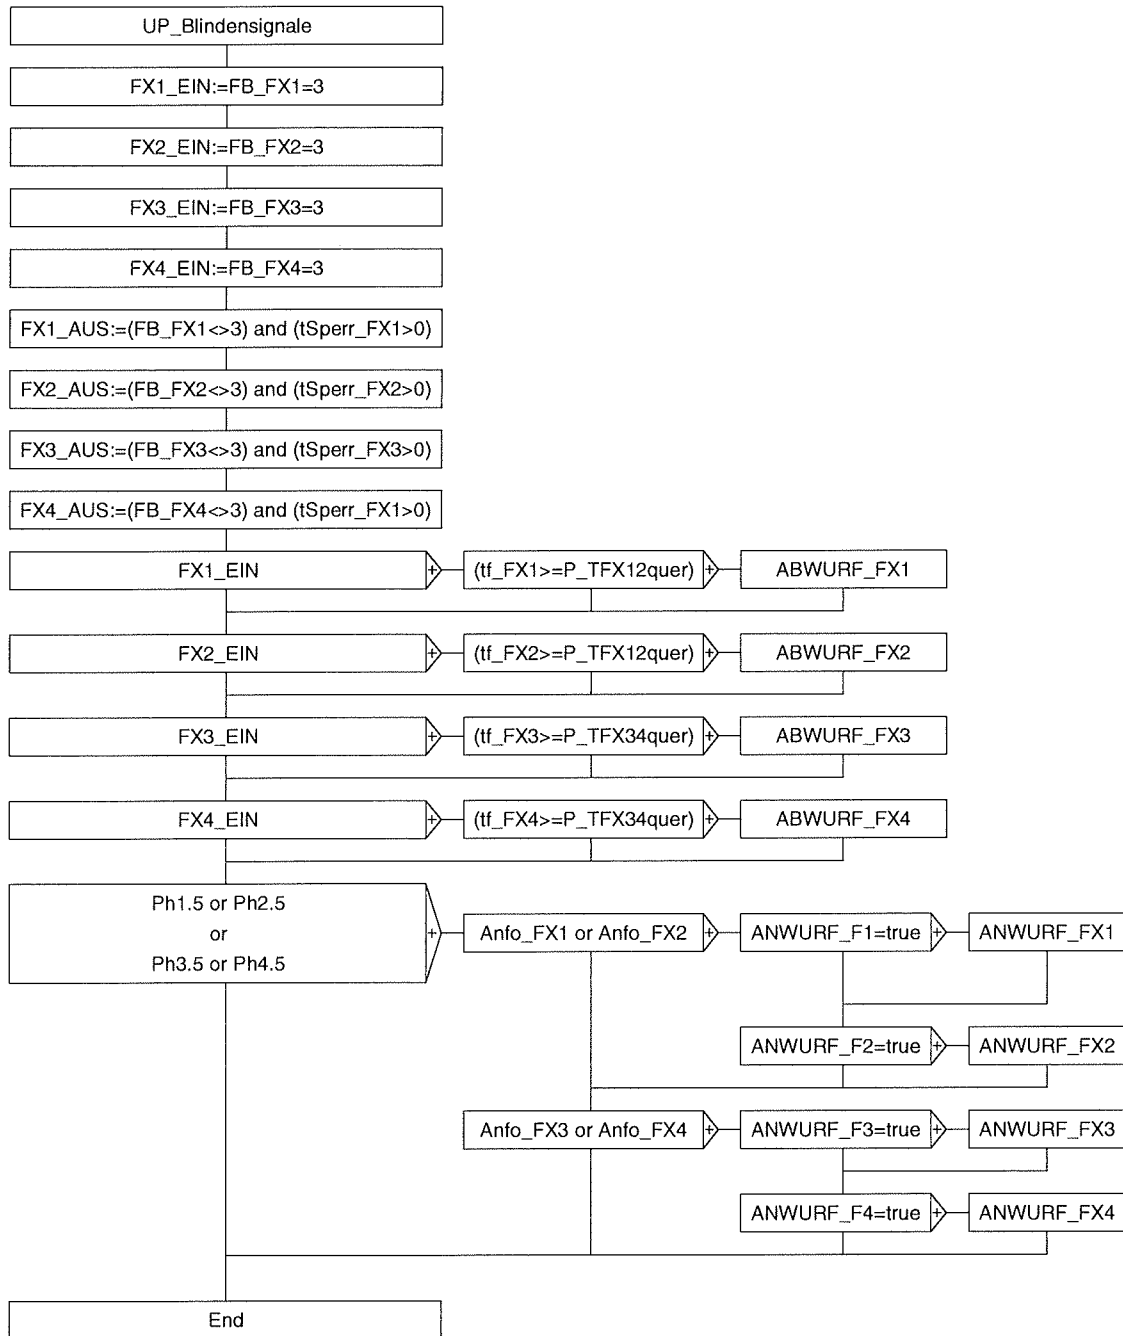 UP_Blindensignale
FX1_EIN:=FB_FX1=3
FX2_EIN:=FB_FX2=3
FX3_EIN:=FB_FX3=3
FX4_EIN:=FB_FX4=3
FX1_AUS:=(FB_FX1<>3) and (tSperr_FX1>0)
FX2_AUS:=(FB_FX2<>3) and (tSperr_FX2>0)
FX3_AUS:=(FB_FX3<>3) and (tSperr_FX3>0)
FX4_AUS:=(FB_FX4<>3) and (tSperr_FX1>0)
FX1_EIN + (tf_FX1>=P_TFX12quer) + ABWURF_FX1
FX2_EIN + (tf_FX2>=P_TFX12quer) + ABWURF_FX2
FX3_EIN + (tf_FX3>=P_TFX34quer) + ABWURF_FX3
FX4_EIN + (tf_FX4>=P_TFX34quer) + ABWURF_FX4
Ph1.5 or Ph2.5
or
Ph3.5 or Ph4.5
+ Anfo_FX1 or Anfo_FX2 + ANWURF_F1=true + ANWURF_FX1
ANWURF_F2=true + ANWURF_FX2
Anfo_FX3 or Anfo_FX4 + ANWURF_F3=true + ANWURF_FX3
ANWURF_F4=true + ANWURF_FX4
End